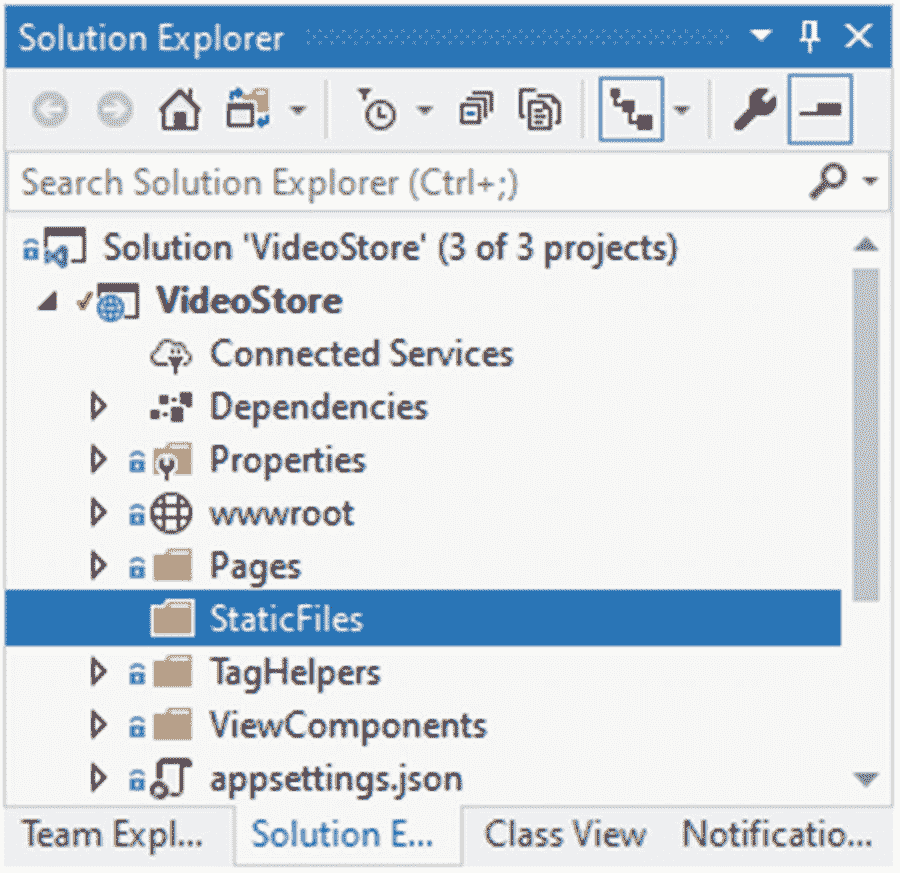 Solution Explorer
Search Solution Explorer (Ctrl+;)
Solution 'VideoStore' (3 of 3 projects)
VideoStore
Connected Services
Dependencies
Properties
wwwroot
Pages
StaticFiles
TagHelpers
ViewComponents
appsettings.json
Team Expl... Solution E... Class View Notificatio...